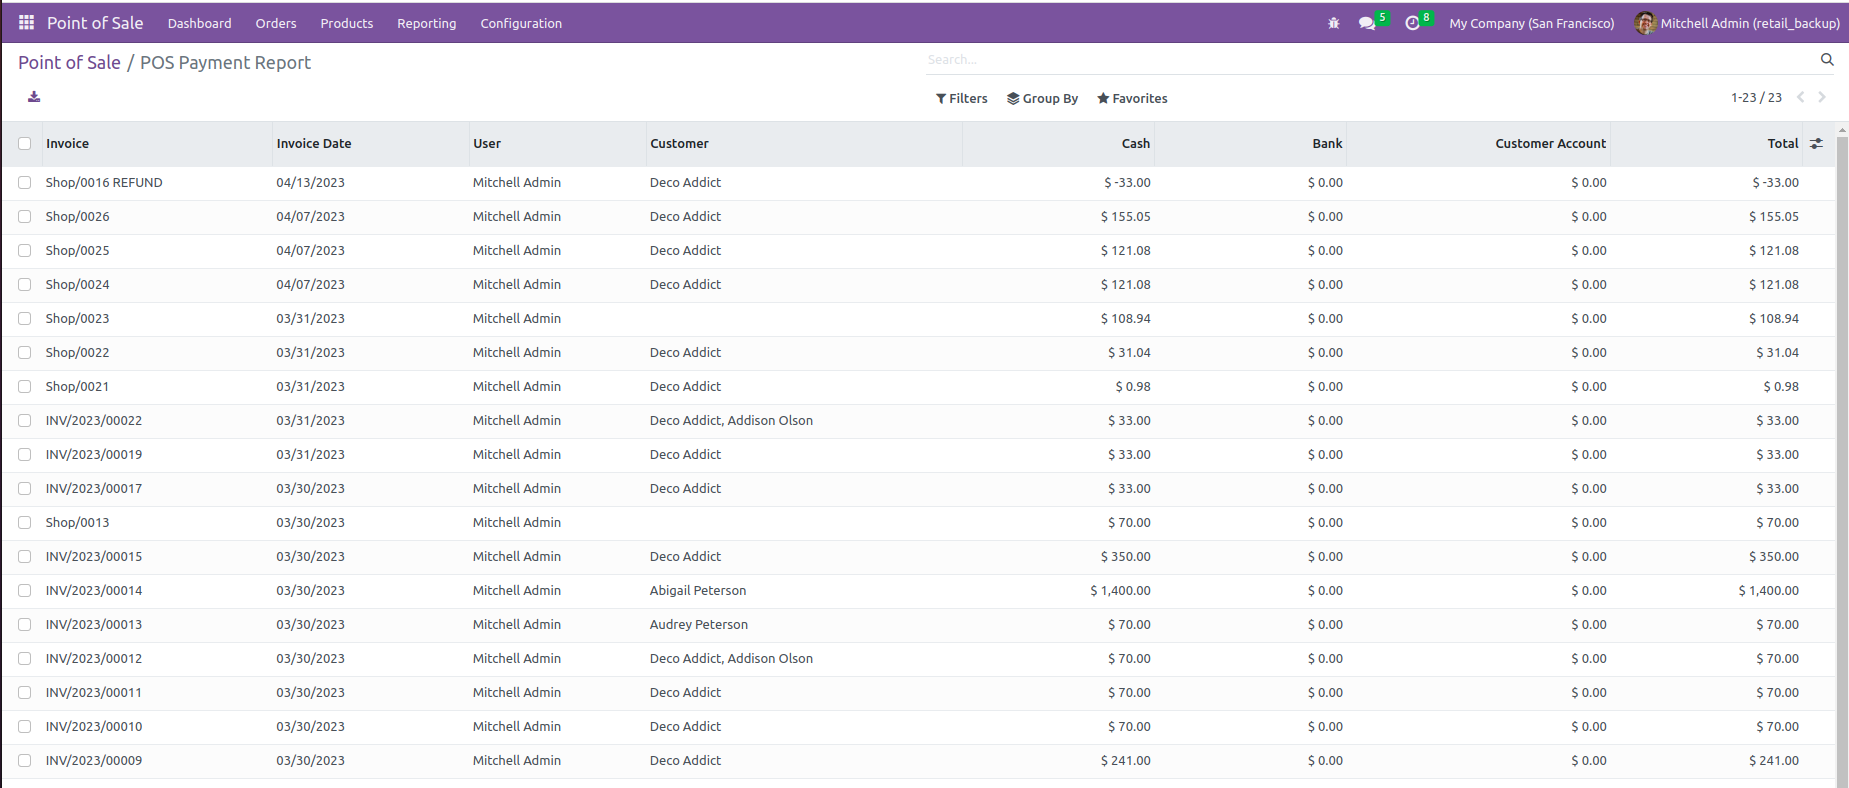 Point of Sale Dashboard Orders Products Reporting Configuration 5 8 My Company (San Francisco) Mitchell Admin (retail_backup)
Point of Sale / POS Payment Report Search...
Filters Group By Favorites 1-23 / 23
Invoice Invoice Date User Customer Cash Bank Customer Account Total
Shop/0016 REFUND 04/13/2023 Mitchell Admin Deco Addict $ -33.00 $ 0.00 $ 0.00 $ -33.00
Shop/0026 04/07/2023 Mitchell Admin Deco Addict $ 155.05 $ 0.00 $ 0.00 $ 155.05
Shop/0025 04/07/2023 Mitchell Admin Deco Addict $ 121.08 $ 0.00 $ 0.00 $ 121.08
Shop/0024 04/07/2023 Mitchell Admin Deco Addict $ 121.08 $ 0.00 $ 0.00 $ 121.08
Shop/0023 03/31/2023 Mitchell Admin $ 108.94 $ 0.00 $ 0.00 $ 108.94
Shop/0022 03/31/2023 Mitchell Admin Deco Addict $ 31.04 $ 0.00 $ 0.00 $ 31.04
Shop/0021 03/31/2023 Mitchell Admin Deco Addict $ 0.98 $ 0.00 $ 0.00 $ 0.98
INV/2023/00022 03/31/2023 Mitchell Admin Deco Addict, Addison Olson $ 33.00 $ 0.00 $ 0.00 $ 33.00
INV/2023/00019 03/31/2023 Mitchell Admin Deco Addict $ 33.00 $ 0.00 $ 0.00 $ 33.00
INV/2023/00017 03/30/2023 Mitchell Admin Deco Addict $ 33.00 $ 0.00 $ 0.00 $ 33.00
Shop/0013 03/30/2023 Mitchell Admin $ 70.00 $ 0.00 $ 0.00 $ 70.00
INV/2023/00015 03/30/2023 Mitchell Admin Deco Addict $ 350.00 $ 0.00 $ 0.00 $ 350.00
INV/2023/00014 03/30/2023 Mitchell Admin Abigail Peterson $ 1,400.00 $ 0.00 $ 0.00 $ 1,400.00
INV/2023/00013 03/30/2023 Mitchell Admin Audrey Peterson $ 70.00 $ 0.00 $ 0.00 $ 70.00
INV/2023/00012 03/30/2023 Mitchell Admin Deco Addict, Addison Olson $ 70.00 $ 0.00 $ 0.00 $ 70.00
INV/2023/00011 03/30/2023 Mitchell Admin Deco Addict $ 70.00 $ 0.00 $ 0.00 $ 70.00
INV/2023/00010 03/30/2023 Mitchell Admin Deco Addict $ 70.00 $ 0.00 $ 0.00 $ 70.00
INV/2023/00009 03/30/2023 Mitchell Admin Deco Addict $ 241.00 $ 0.00 $ 0.00 $ 241.00